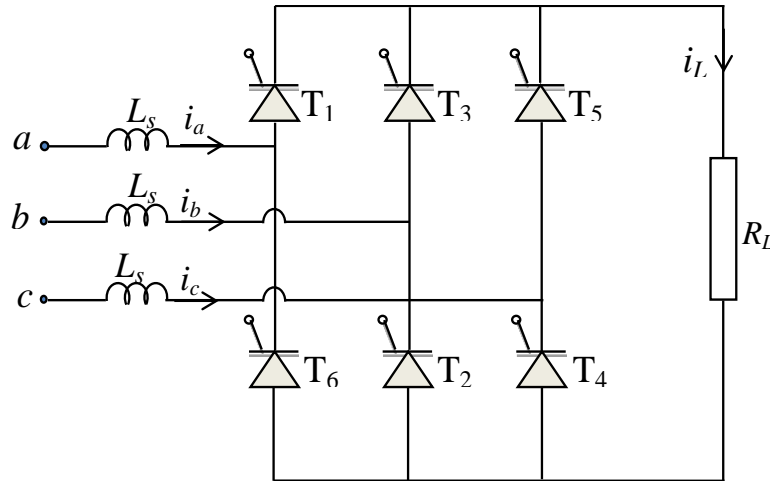 T₁
T₃
T₅
i_L
L_s
i_a
a
L_s
i_b
b
L_s
i_c
c
R_L
T₆
T₂
T₄